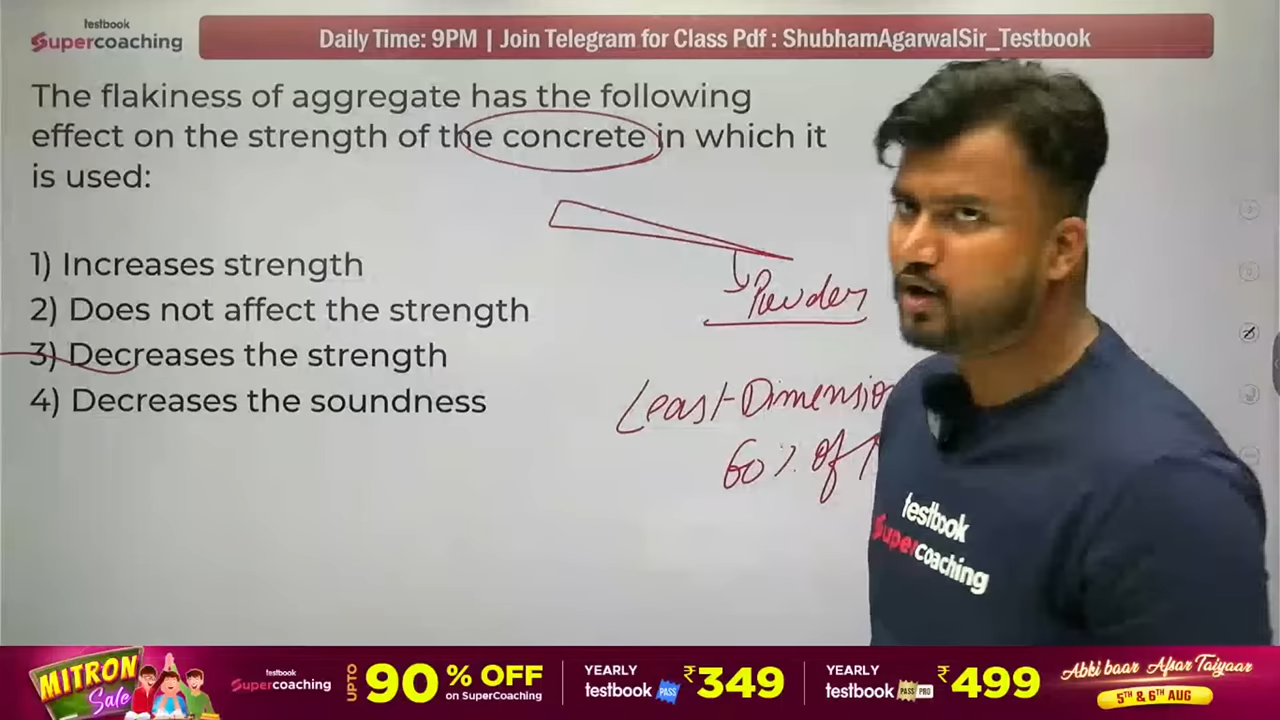 testbook
Supercoaching
Daily Time: 9PM | Join Telegram for Class Pdf : ShubhamAgarwalSir_Testbook
The flakiness of aggregate has the following
effect on the strength of the concrete in which it
is used:
1) Increases strength
2) Does not affect the strength
3) Decreases the strength
4) Decreases the soundness
Powder
Least-Dimension
60% of
testbook
Supercoaching
MITRON
Sale
testbook
Supercoaching
UPTO 90% OFF
on SuperCoaching
YEARLY
testbook PASS
₹349
YEARLY
testbook PASS PRO
₹499
Abki baar Afsar Taiyaar
5TH & 6TH AUG